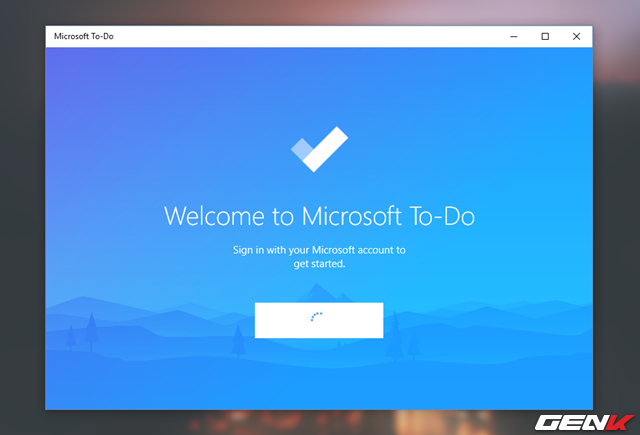 Microsoft To-Do
Welcome to Microsoft To-Do
Sign in with your Microsoft account to
get started.
GENK